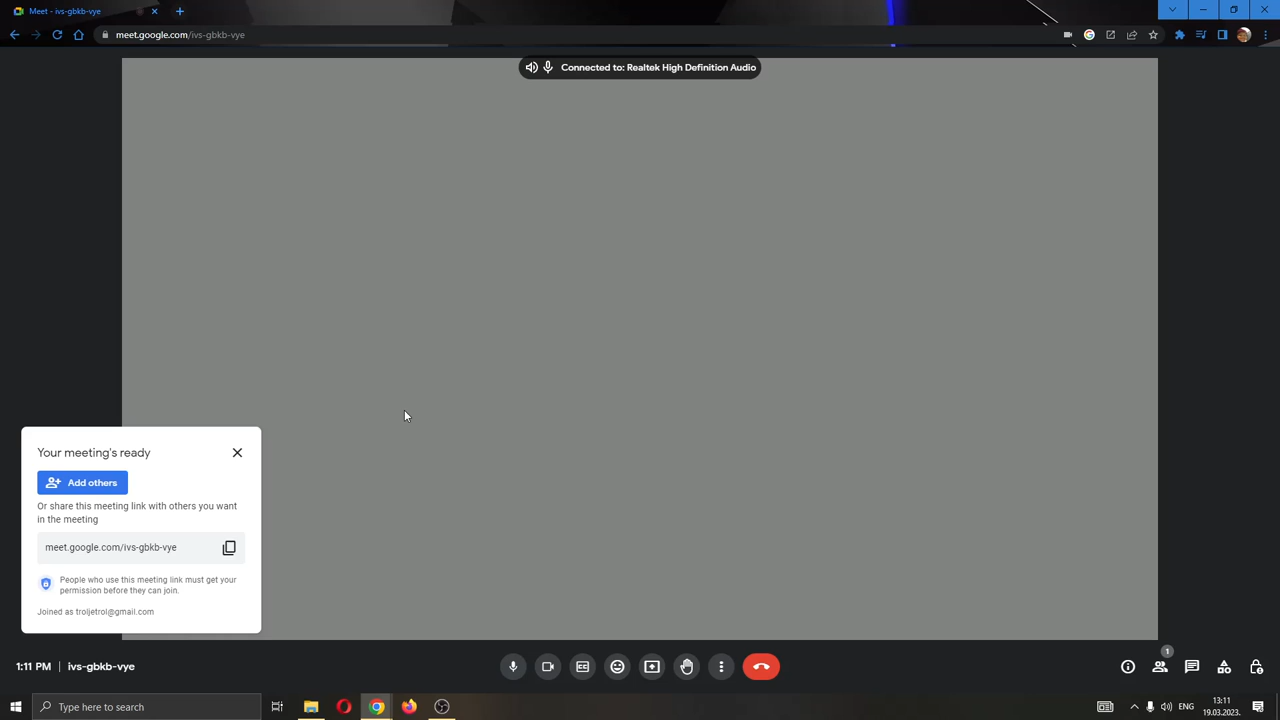 Meet - ivs-gbkb-vye
meet.google.com/ivs-gbkb-vye
Connected to: Realtek High Definition Audio
Your meeting's ready
Add others
Or share this meeting link with others you want
in the meeting
meet.google.com/ivs-gbkb-vye
People who use this meeting link must get your
permission before they can join.
Joined as troljetrol@gmail.com
1:11 PM | ivs-gbkb-vye
1
Type here to search
ENG
13:11
19.03.2023.